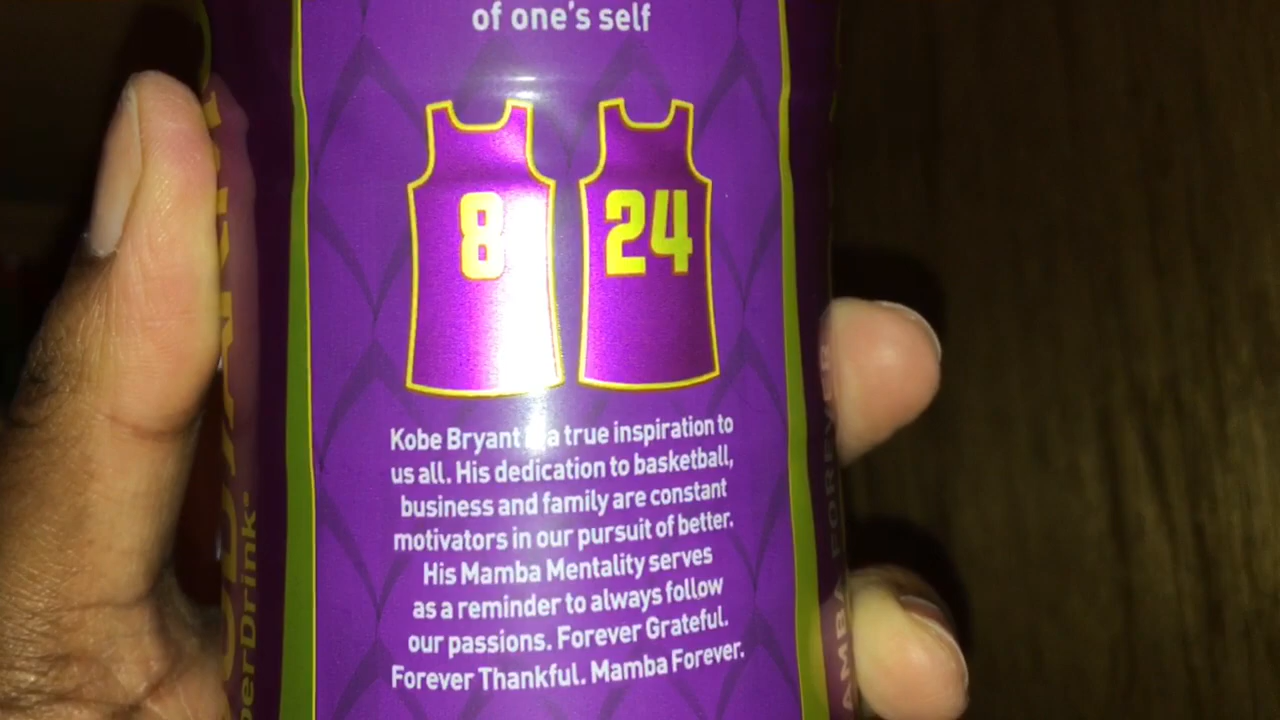 of one's self
8 24
Kobe Bryant a true inspiration to
us all. His dedication to basketball,
business and family are constant
motivators in our pursuit of better.
His Mamba Mentality serves
as a reminder to always follow
our passions. Forever Grateful.
Forever Thankful. Mamba Forever.
AMBA FOREVER